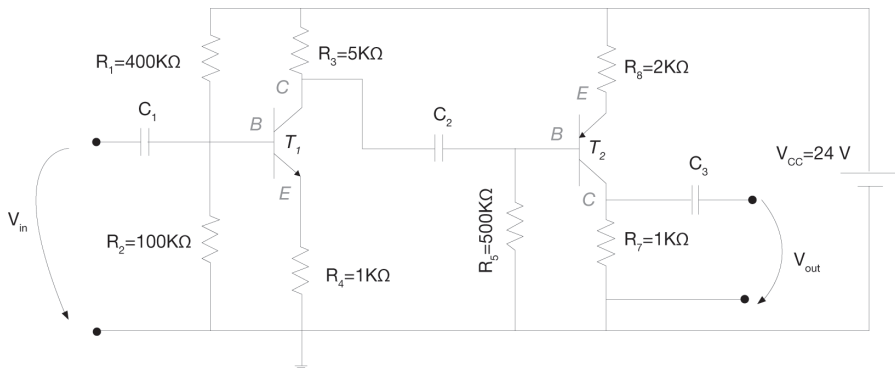 R1=400KΩ
R3=5KΩ
R8=2KΩ
C
E
C1
B
T1
C2
B
T2
VCC=24 V
C3
E
C
Vin
R2=100KΩ
R5=500KΩ
R7=1KΩ
Vout
R4=1KΩ